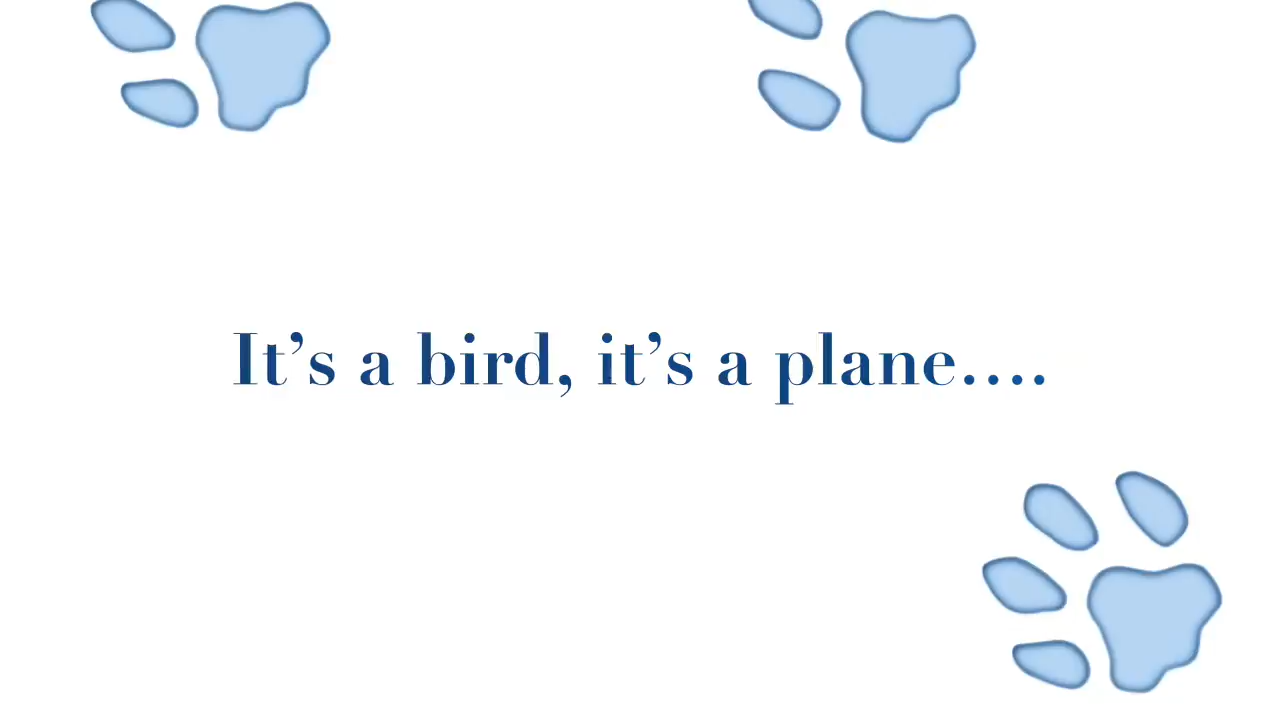 It’s a bird, it’s a plane....